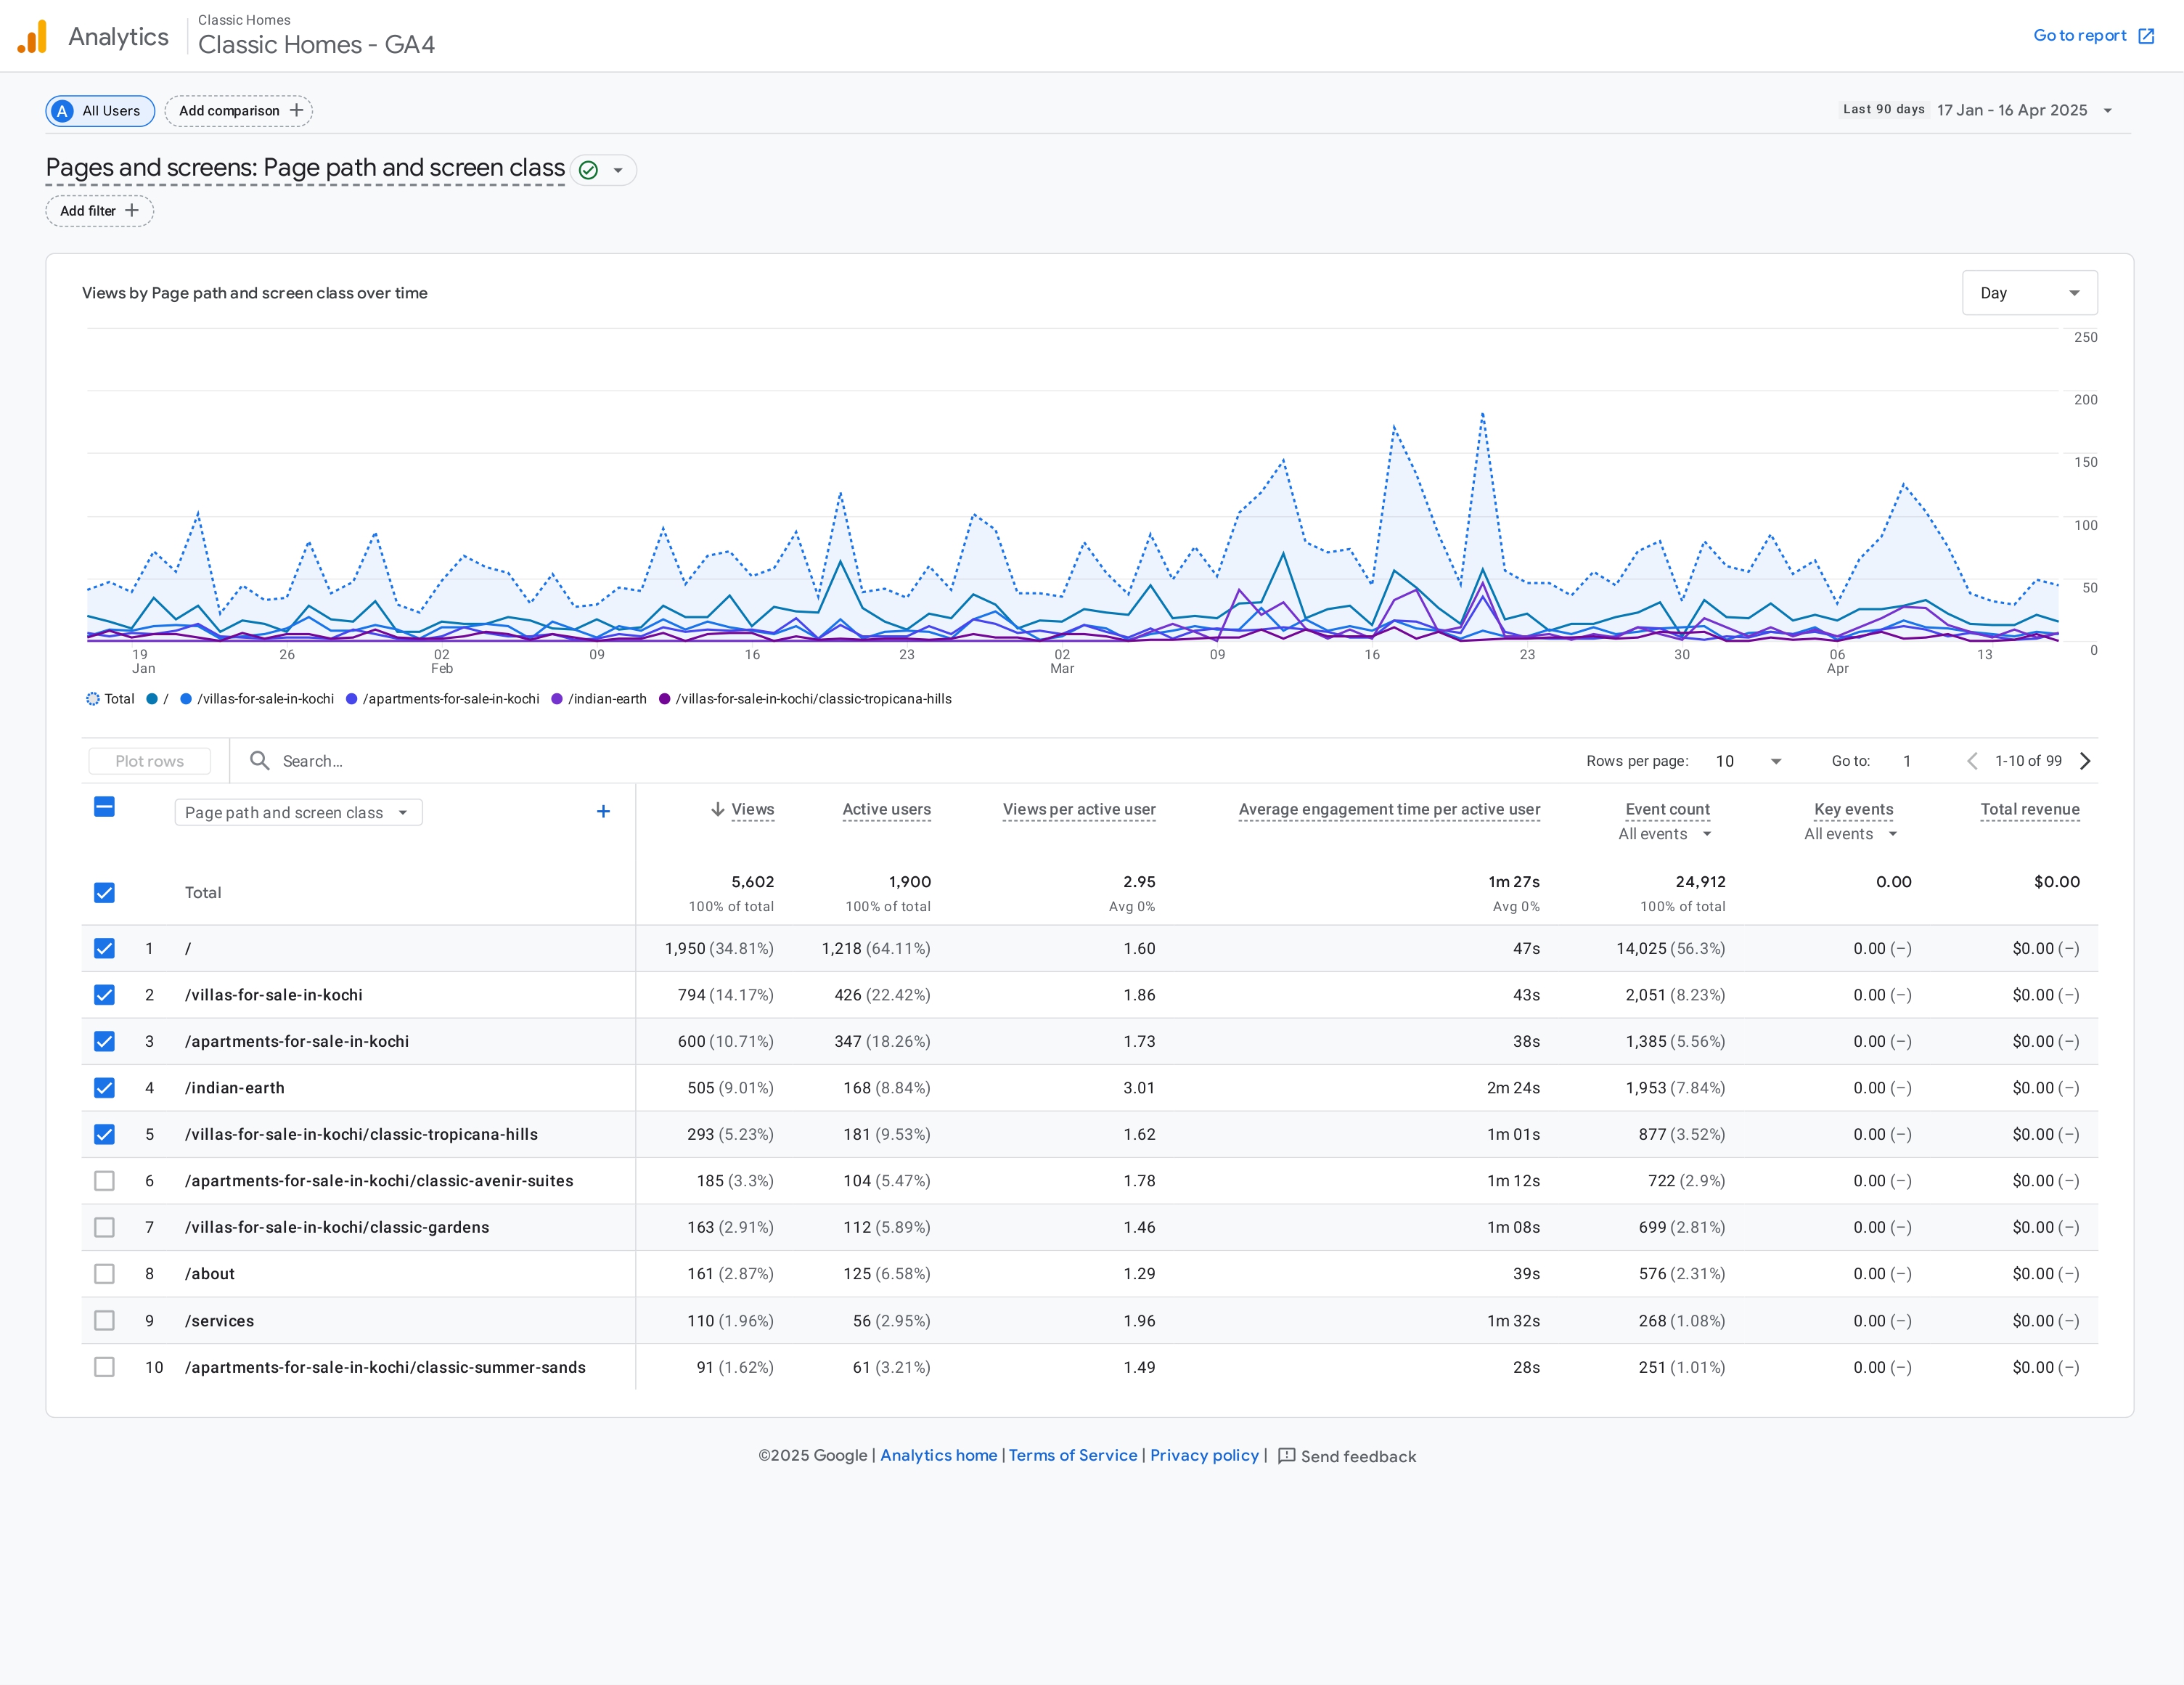 Analytics
Classic Homes
Classic Homes - GA4
Go to report
A All Users
Add comparison
Last 90 days 17 Jan - 16 Apr 2025
Pages and screens: Page path and screen class
Add filter
Views by Page path and screen class over time
Day
250
200
150
100
50
0
19 26 02 09 16 23 02 09 16 23 30 06 13
Jan Feb Mar Apr
Total / /villas-for-sale-in-kochi /apartments-for-sale-in-kochi /indian-earth /villas-for-sale-in-kochi/classic-tropicana-hills
Plot rows Search… Rows per page: 10 Go to: 1 1-10 of 99
Page path and screen class + Views Active users Views per active user Average engagement time per active user Event count Key events Total revenue
All events All events
Total 5,602 1,900 2.95 1m 27s 24,912 0.00 $0.00
100% of total 100% of total Avg 0% Avg 0% 100% of total
1 / 1,950 (34.81%) 1,218 (64.11%) 1.60 47s 14,025 (56.3%) 0.00 (–) $0.00 (–)
2 /villas-for-sale-in-kochi 794 (14.17%) 426 (22.42%) 1.86 43s 2,051 (8.23%) 0.00 (–) $0.00 (–)
3 /apartments-for-sale-in-kochi 600 (10.71%) 347 (18.26%) 1.73 38s 1,385 (5.56%) 0.00 (–) $0.00 (–)
4 /indian-earth 505 (9.01%) 168 (8.84%) 3.01 2m 24s 1,953 (7.84%) 0.00 (–) $0.00 (–)
5 /villas-for-sale-in-kochi/classic-tropicana-hills 293 (5.23%) 181 (9.53%) 1.62 1m 01s 877 (3.52%) 0.00 (–) $0.00 (–)
6 /apartments-for-sale-in-kochi/classic-avenir-suites 185 (3.3%) 104 (5.47%) 1.78 1m 12s 722 (2.9%) 0.00 (–) $0.00 (–)
7 /villas-for-sale-in-kochi/classic-gardens 163 (2.91%) 112 (5.89%) 1.46 1m 08s 699 (2.81%) 0.00 (–) $0.00 (–)
8 /about 161 (2.87%) 125 (6.58%) 1.29 39s 576 (2.31%) 0.00 (–) $0.00 (–)
9 /services 110 (1.96%) 56 (2.95%) 1.96 1m 32s 268 (1.08%) 0.00 (–) $0.00 (–)
10 /apartments-for-sale-in-kochi/classic-summer-sands 91 (1.62%) 61 (3.21%) 1.49 28s 251 (1.01%) 0.00 (–) $0.00 (–)
©2025 Google | Analytics home | Terms of Service | Privacy policy | Send feedback